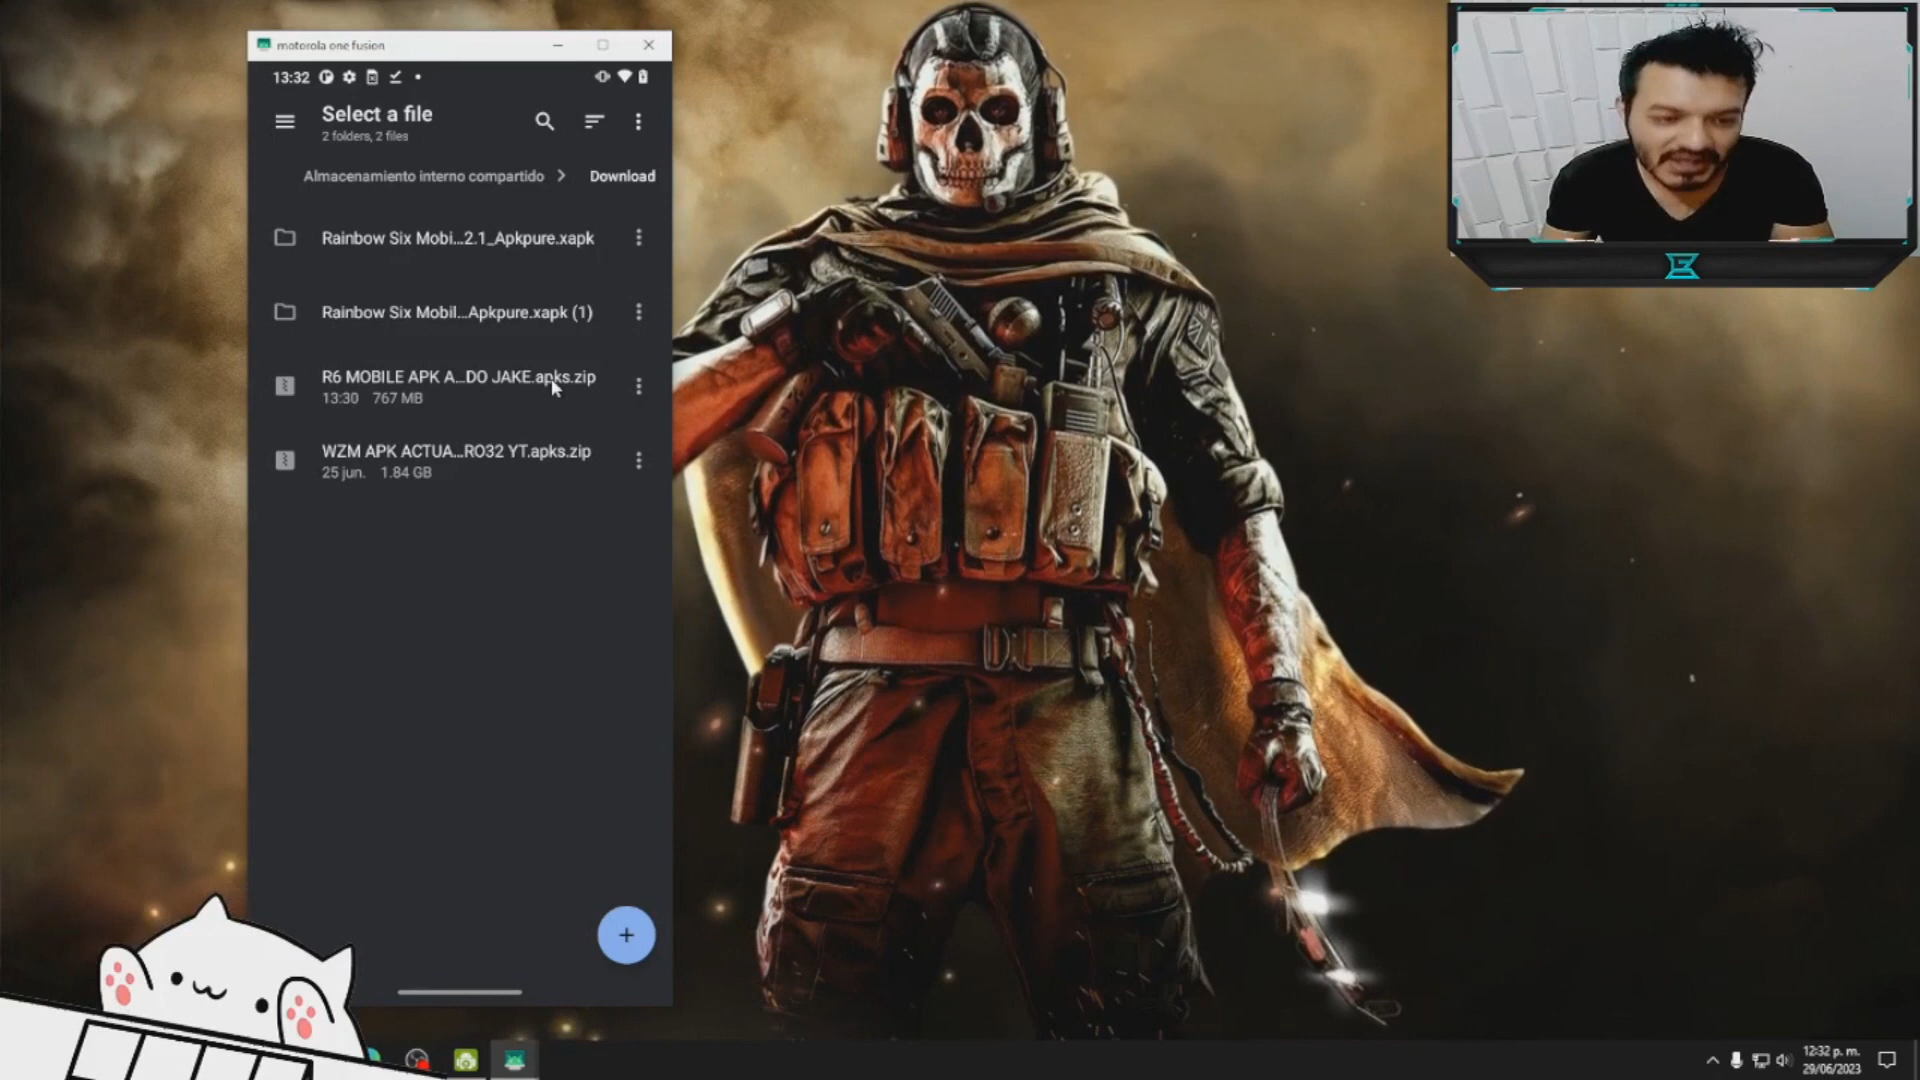 motorola one fusion
13:32
Select a file
2 folders, 2 files
Almacenamiento interno compartido > Download
Rainbow Six Mobi...2.1_Apkpure.xapk
Rainbow Six Mobil...Apkpure.xapk (1)
R6 MOBILE APK A...DO JAKE.apks.zip
13:30 767 MB
WZM APK ACTUA...RO32 YT.apks.zip
25 jun. 1.84 GB
12:32 p. m.
29/06/2023